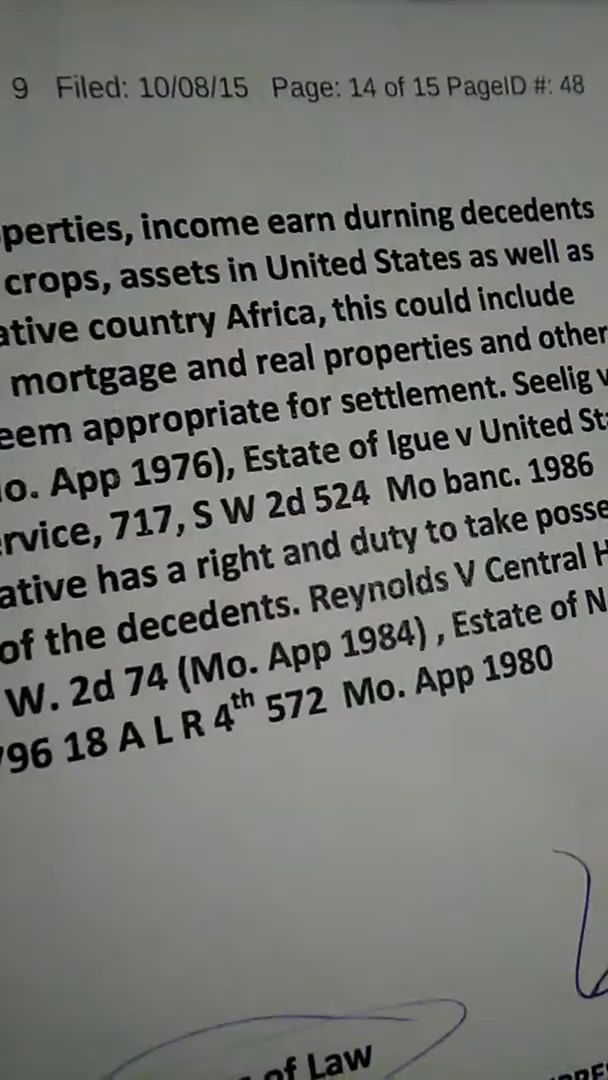 9 Filed: 10/08/15 Page: 14 of 15 PageID #: 48
perties, income earn durning decedents
crops, assets in United States as well as
ative country Africa, this could include
mortgage and real properties and other
eem appropriate for settlement. Seelig v
o. App 1976), Estate of Igue v United St
rvice, 717, S W 2d 524 Mo banc. 1986
ative has a right and duty to take posse
of the decedents. Reynolds V Central H
W. 2d 74 (Mo. App 1984) , Estate of N
796 18 A L R 4th 572 Mo. App 1980
of Law